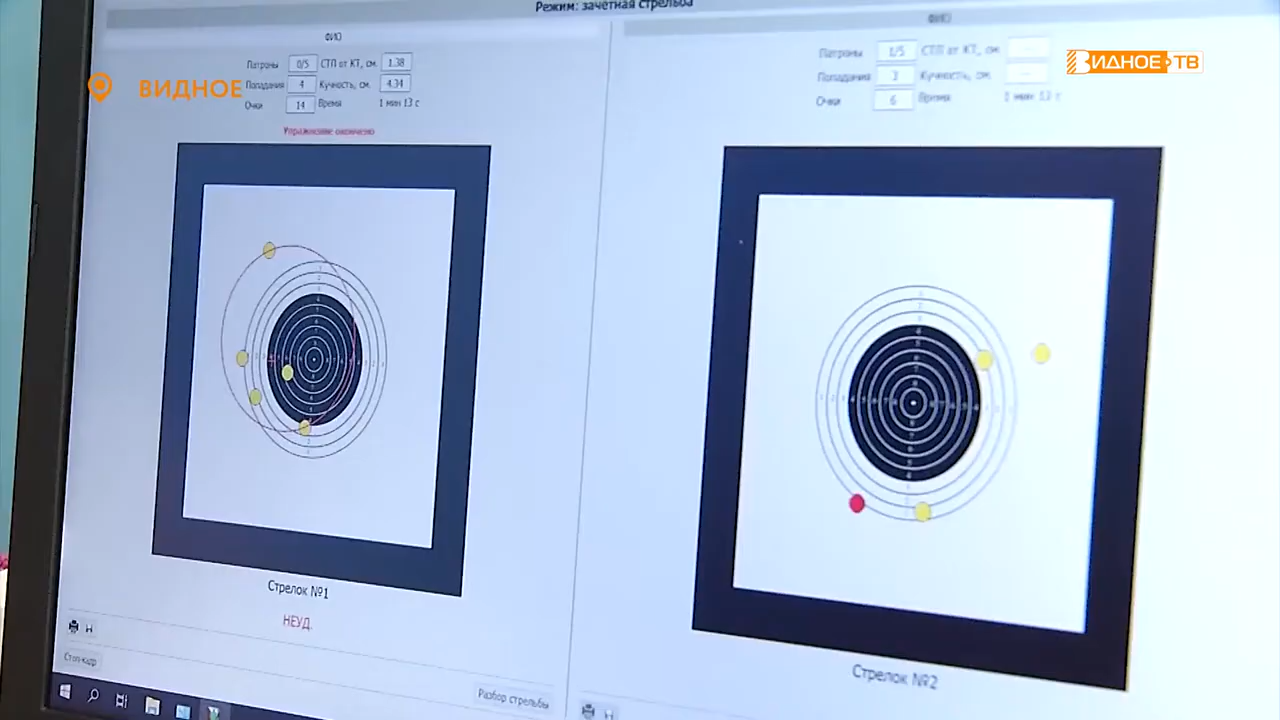 Режим: зачетная стрельба
ФИО
Патроны 0/5 СТП от КТ, см. 1.38
Попадания 4 Кучность, см. 4.34
Очки 14 Время 1 мин 13 с
Упражнение окончено
Стрелок №1
НЕУД.
Стоп-кадр
Разбор стрельбы
ФИО
Патроны 1/5 СТП от КТ, см. ---
Попадания 3 Кучность, см. ---
Очки 6 Время 1 мин 13 с
Стрелок №2
ВИДНОЕ
ВИДНОЕ ТВ